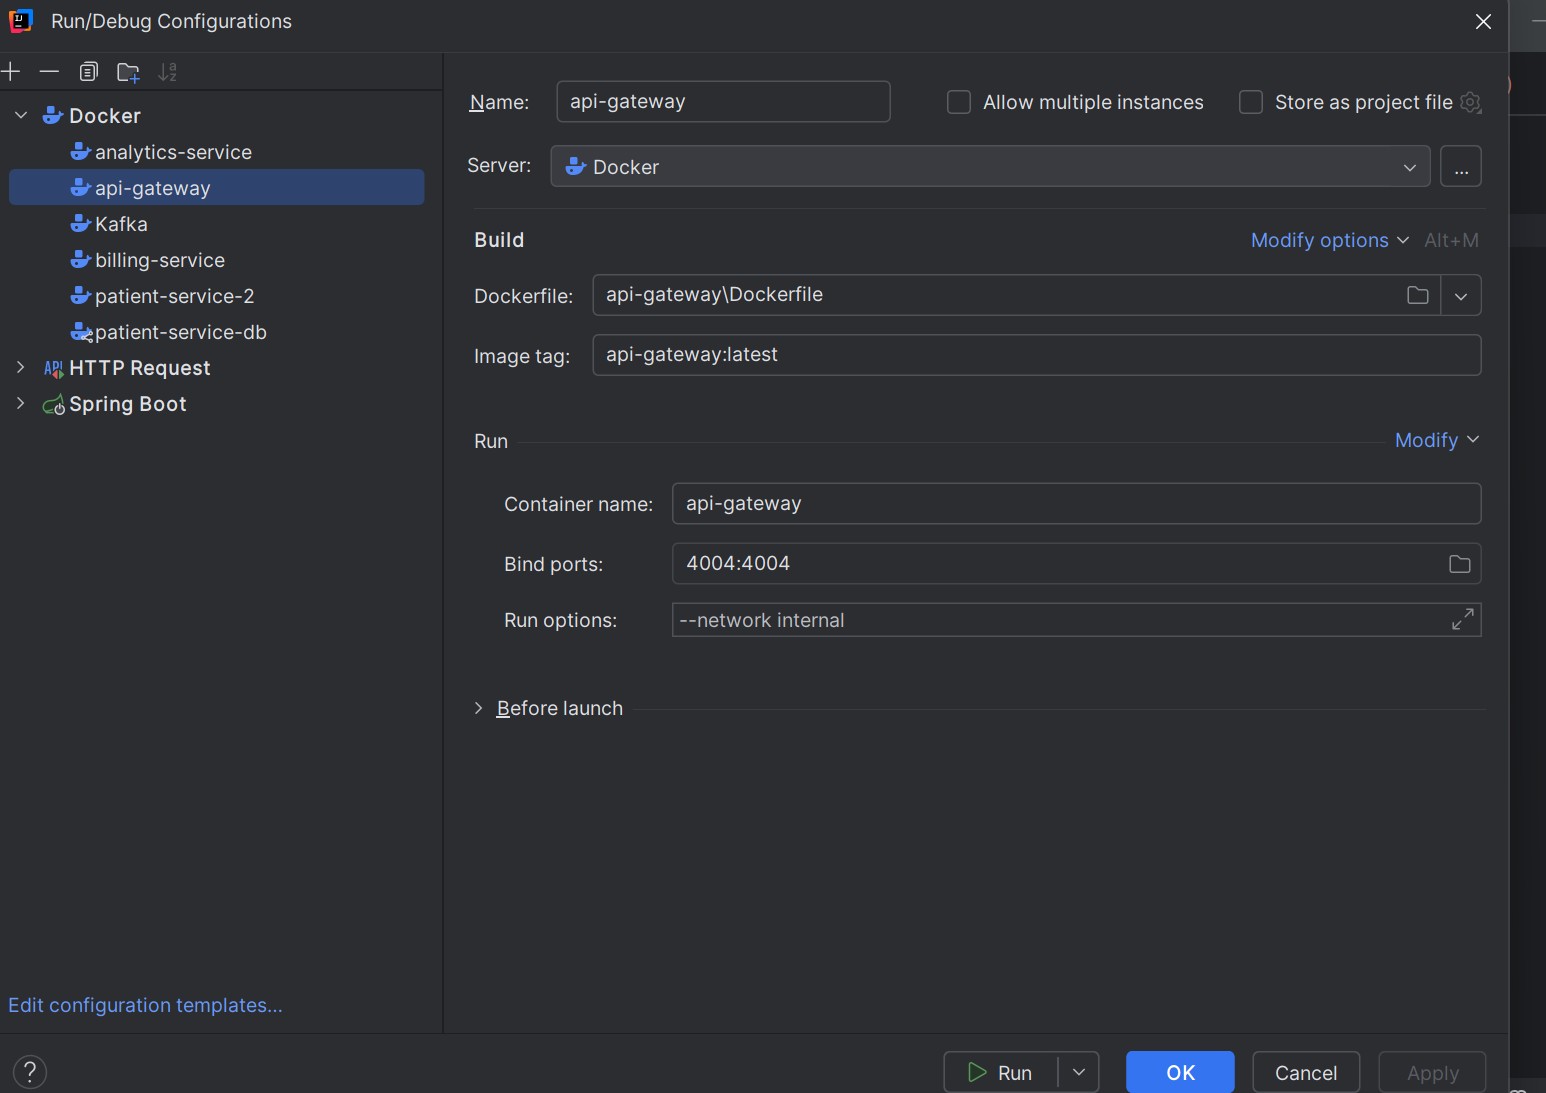 Run/Debug Configurations
Docker
analytics-service
api-gateway
Kafka
billing-service
patient-service-2
patient-service-db
HTTP Request
Spring Boot
Edit configuration templates...
Name: api-gateway Allow multiple instances Store as project file
Server: Docker ...
Build Modify options Alt+M
Dockerfile: api-gateway\Dockerfile
Image tag: api-gateway:latest
Run Modify
Container name: api-gateway
Bind ports: 4004:4004
Run options: --network internal
Before launch
? Run OK Cancel Apply